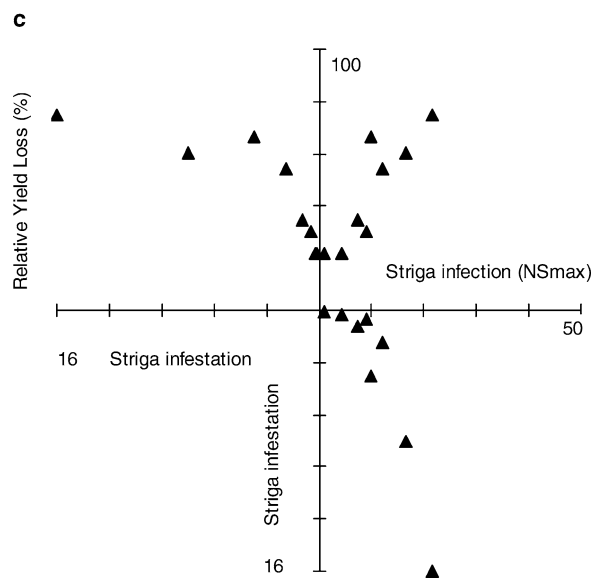 c
100
Relative Yield Loss (%)
Striga infection (NSmax)
50
16
Striga infestation
Striga infestation
16